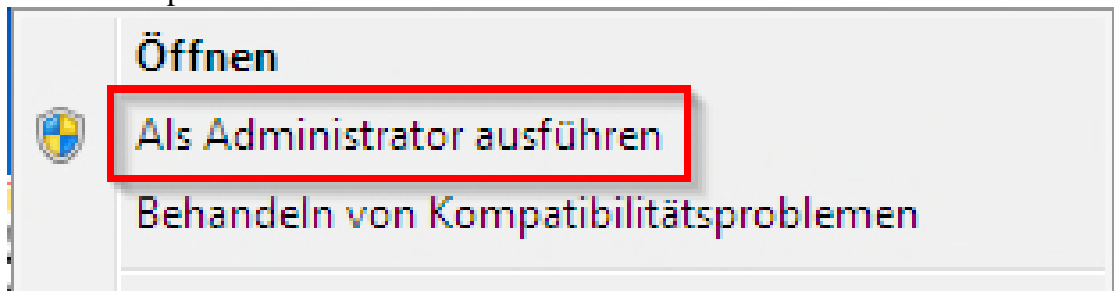 Öffnen
Als Administrator ausführen
Behandeln von Kompatibilitätsproblemen